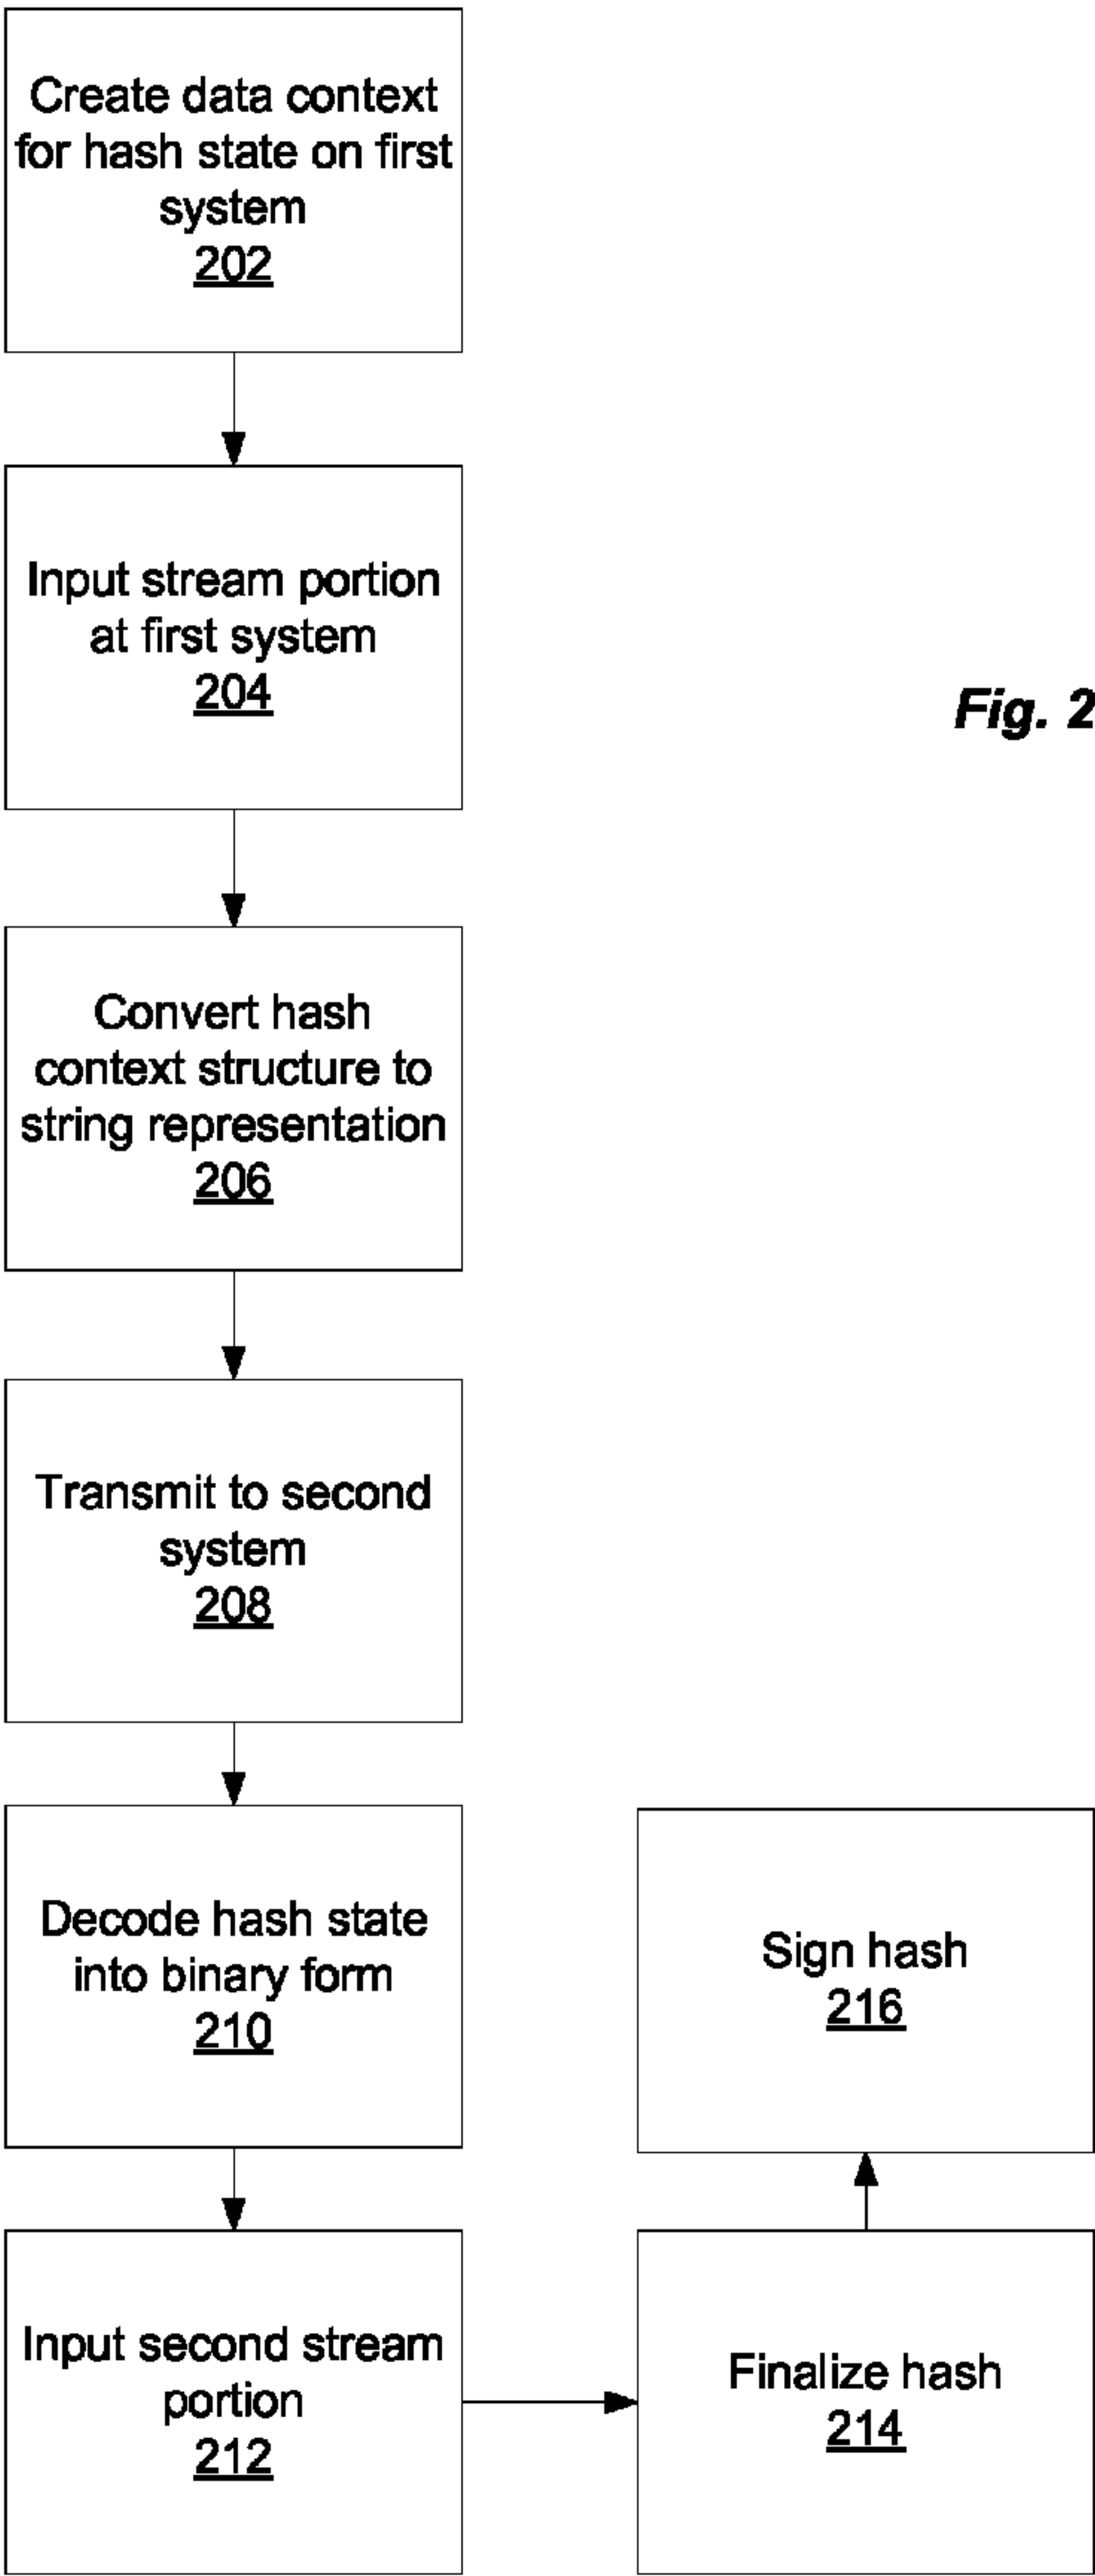 Create data context
for hash state on first
system
202
Input stream portion
at first system
204
Fig. 2
Convert hash
context structure to
string representation
206
Transmit to second
system
208
Decode hash state
into binary form
210
Sign hash
216
Input second stream
portion
212
Finalize hash
214